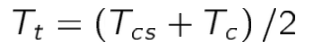 T_t = (T_cs + T_c) / 2